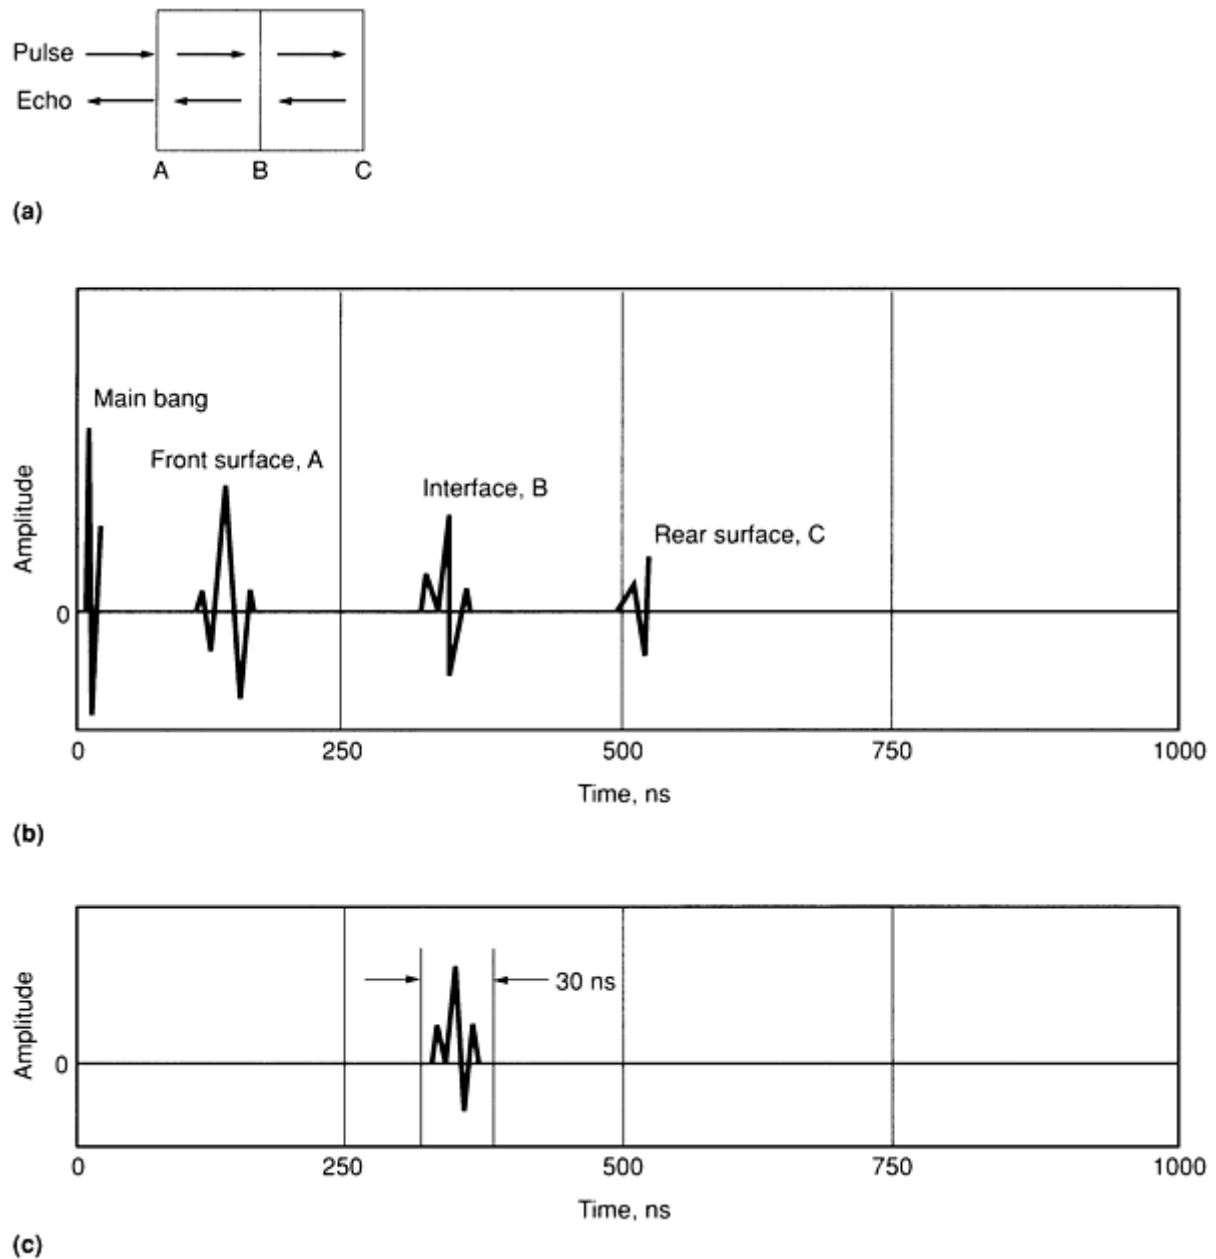 Pulse
Echo
A B C
(a)
Main bang
Front surface, A
Interface, B
Rear surface, C
Amplitude
0
0 250 500 750 1000
Time, ns
(b)
30 ns
Amplitude
0
0 250 500 750 1000
Time, ns
(c)